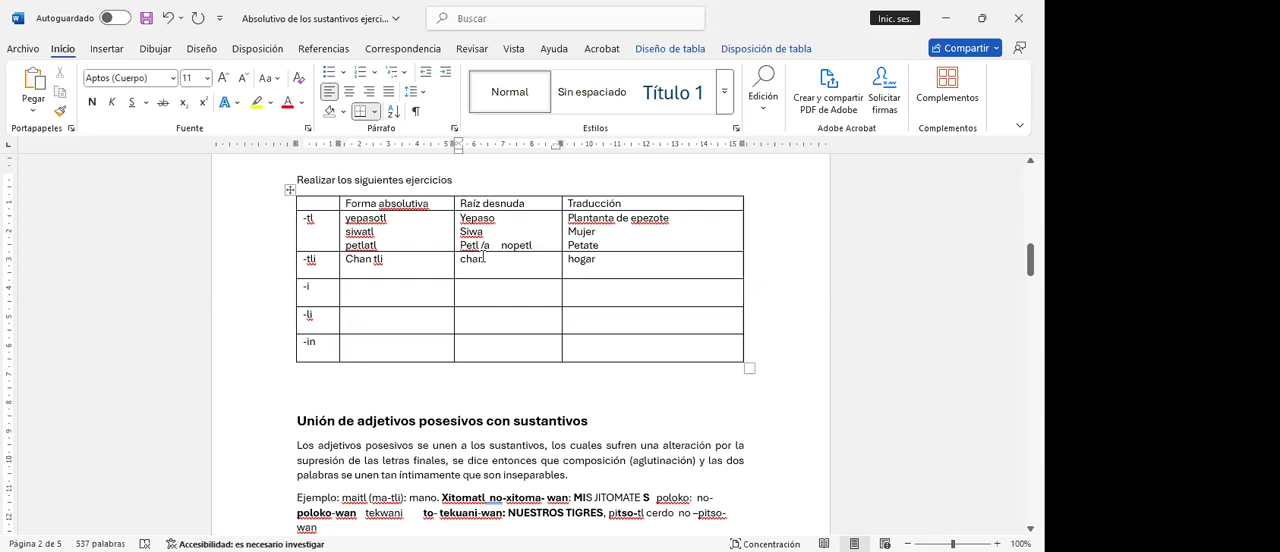 Autoguardado
Absolutivo de los sustantivos ejerci...
Buscar
Inic. ses.
Archivo Inicio Insertar Dibujar Diseño Disposición Referencias Correspondencia Revisar Vista Ayuda Acrobat Diseño de tabla Disposición de tabla
Compartir
Pegar
Aptos (Cuerpo) 11
Normal
Sin espaciado
Título 1
Edición
Crear y compartir PDF de Adobe
Solicitar firmas
Complementos
Portapapeles Fuente Párrafo Estilos Adobe Acrobat Complementos
Realizar los siguientes ejercicios
Forma absolutiva Raíz desnuda Traducción
-tl yepasotl Yepaso Plantanta de epezote
siwatl Siwa Mujer
petlatl Petl /a nopetl Petate
-tli Chan tli chan hogar
-i
-li
-in
Unión de adjetivos posesivos con sustantivos
Los adjetivos posesivos se unen a los sustantivos, los cuales sufren una alteración por la
supresión de las letras finales, se dice entonces que composición (aglutinación) y las dos
palabras se unen tan íntimamente que son inseparables.
Ejemplo: maitl (ma-tli): mano. Xitomatl no-xitoma- wan: MIS JITOMATE S poloko: no-
poloko-wan tekwani to- tekuani-wan: NUESTROS TIGRES, pitso-tl cerdo no –pitso-
wan
Página 2 de 5 537 palabras Accesibilidad: es necesario investigar Concentración 100%